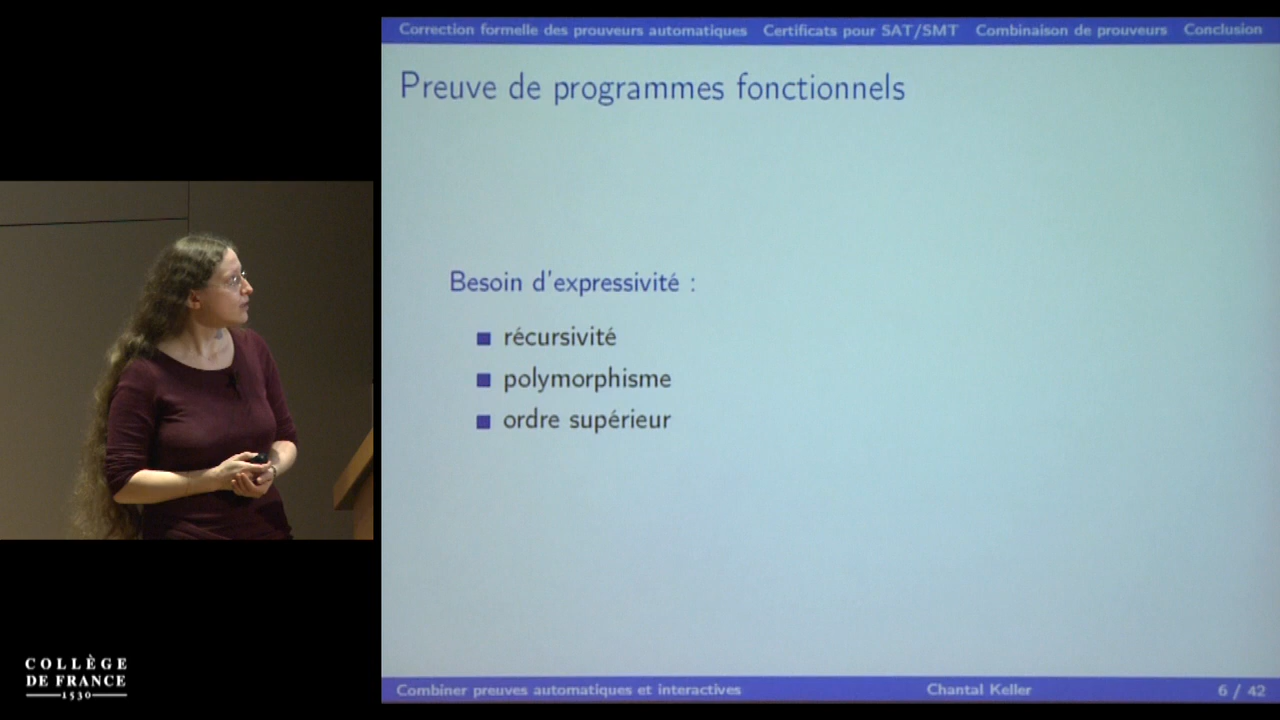 Correction formelle des prouveurs automatiques Certificats pour SAT/SMT Combinaison de prouveurs Conclusion
Preuve de programmes fonctionnels
Besoin d'expressivité :
récursivité
polymorphisme
ordre supérieur
Combiner preuves automatiques et interactives Chantal Keller 6 / 42
COLLÈGE
DE FRANCE
1530